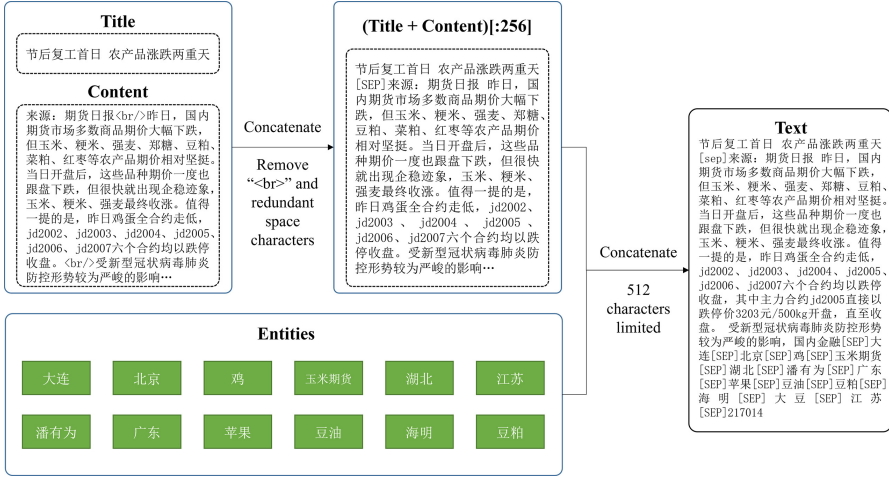 Title
节后复工首日 农产品涨跌两重天
Content
来源：期货日报<br/>昨日，国内
期货市场多数商品期价大幅下跌，
但玉米、粳米、强麦、郑糖、豆粕、
菜粕、红枣等农产品期价相对坚挺。
当日开盘后，这些品种期价一度也
跟盘下跌，但很快就出现企稳迹象，
玉米、粳米、强麦最终收涨。值得
一提的是，昨日鸡蛋全合约走低，
jd2002、jd2003、jd2004、jd2005、
jd2006、jd2007六个合约均以跌停
收盘。<br/>受新型冠状病毒肺炎
防控形势较为严峻的影响…
Concatenate
Remove
“<br>” and
redundant
space
characters
(Title + Content)[:256]
节后复工首日 农产品涨跌两重天
[SEP]来源：期货日报 昨日，国
内期货市场多数商品期价大幅下
跌，但玉米、粳米、强麦、郑糖、
豆粕、菜粕、红枣等农产品期价
相对坚挺。当日开盘后，这些品
种期价一度也跟盘下跌，但很快
就出现企稳迹象，玉米、粳米、
强麦最终收涨。值得一提的是，
昨日鸡蛋全合约走低，jd2002、
jd2003、jd2004、jd2005、
jd2006、jd2007六个合约均以跌
停收盘。受新型冠状病毒肺炎防
控形势较为严峻的影响…
Entities
大连 北京 鸡 玉米期货 湖北 江苏
潘有为 广东 苹果 豆油 海明 豆粕
Concatenate
512
characters
limited
Text
节后复工首日 农产品涨跌两重天
[sep]来源：期货日报 昨日，国内
期货市场多数商品期价大幅下跌，
但玉米、粳米、强麦、郑糖、豆粕、
菜粕、红枣等农产品期价相对坚挺。
当日开盘后，这些品种期价一度也
跟盘下跌，但很快就出现企稳迹象，
玉米、粳米、强麦最终收涨。值得
一提的是，昨日鸡蛋全合约走低，
jd2002、jd2003、jd2004、jd2005、
jd2006、jd2007六个合约均以跌停
收盘，其中主力合约jd2005直接以
跌停价3203元/500kg开盘，直至收
盘。 受新型冠状病毒肺炎防控形势
较为严峻的影响，国内金融[SEP]大
连[SEP]北京[SEP]鸡[SEP]玉米期货
[SEP]湖北[SEP]潘有为[SEP]广东
[SEP]苹果[SEP]豆油[SEP]豆粕[SEP]
海明[SEP]大豆[SEP]江苏
[SEP]217014